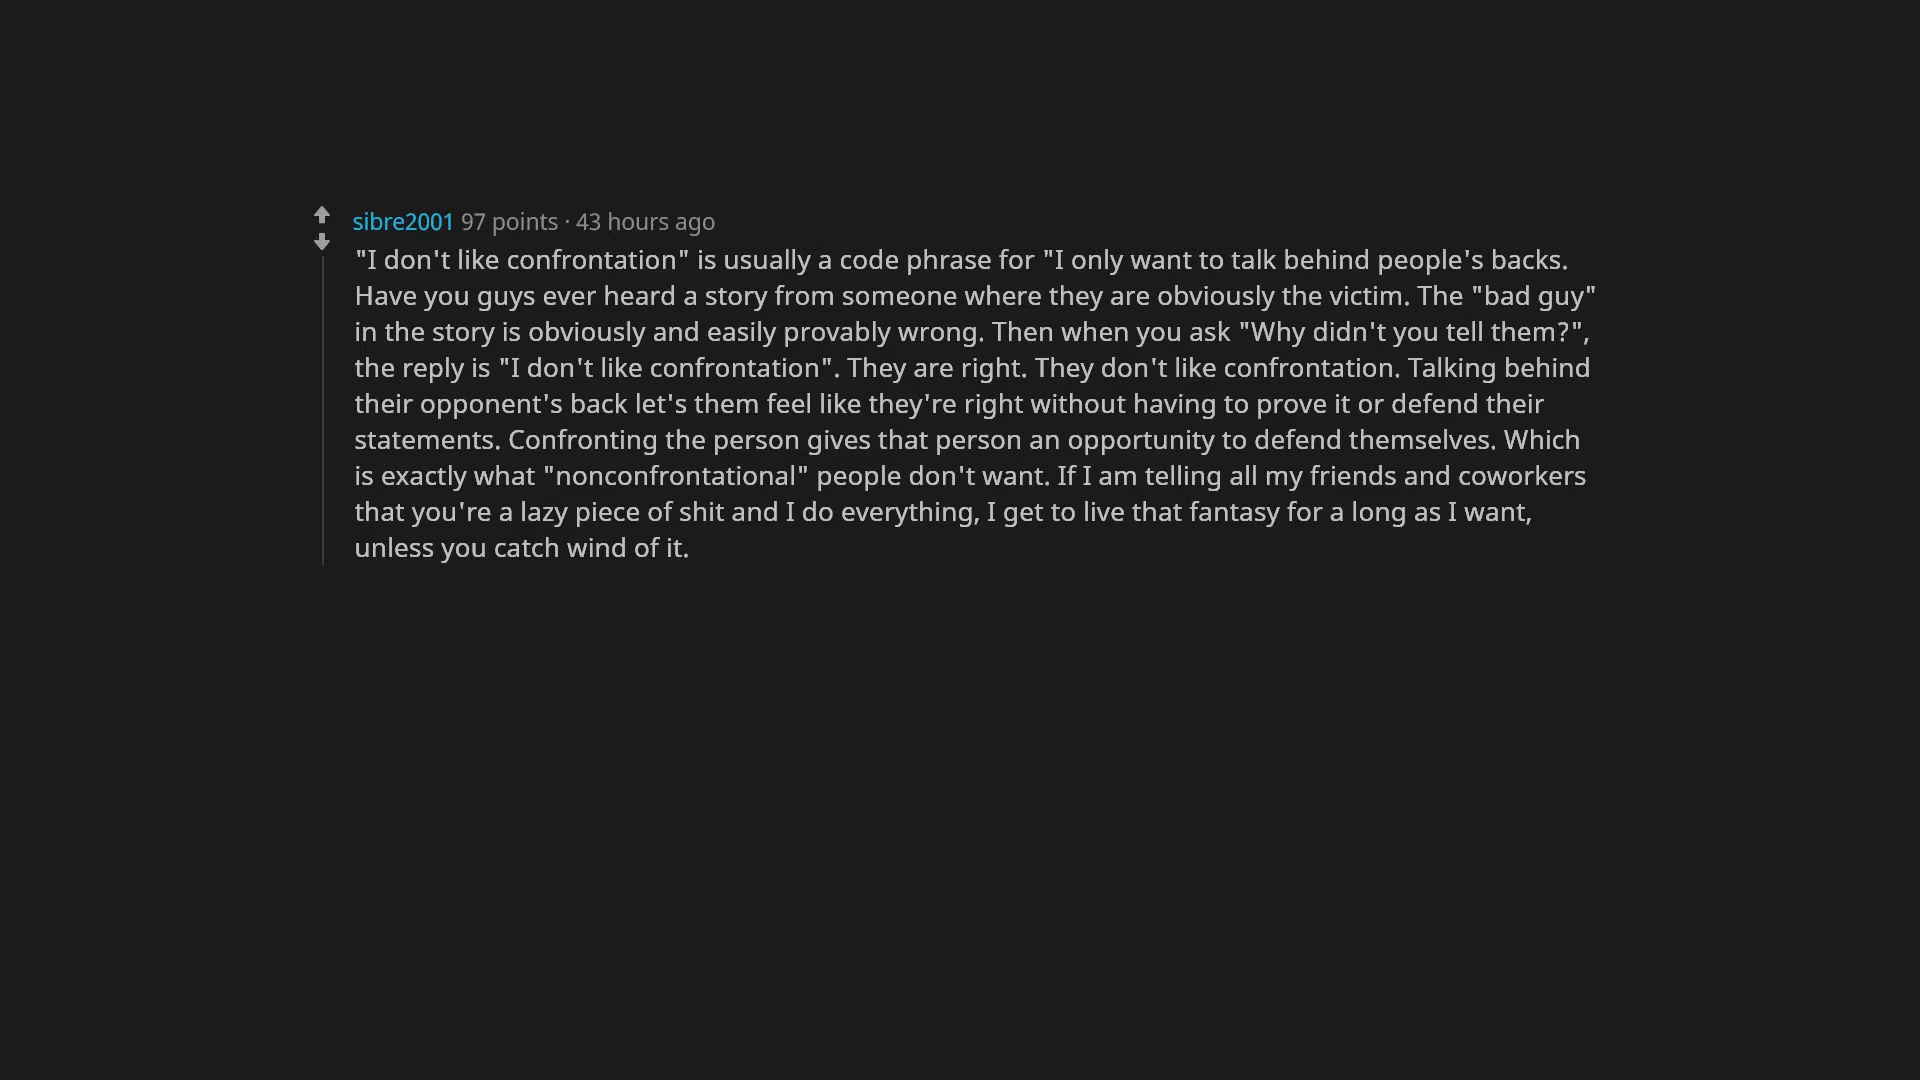 sibre2001 97 points · 43 hours ago
"I don't like confrontation" is usually a code phrase for "I only want to talk behind people's backs.
Have you guys ever heard a story from someone where they are obviously the victim. The "bad guy"
in the story is obviously and easily provably wrong. Then when you ask "Why didn't you tell them?",
the reply is "I don't like confrontation". They are right. They don't like confrontation. Talking behind
their opponent's back let's them feel like they're right without having to prove it or defend their
statements. Confronting the person gives that person an opportunity to defend themselves. Which
is exactly what "nonconfrontational" people don't want. If I am telling all my friends and coworkers
that you're a lazy piece of shit and I do everything, I get to live that fantasy for a long as I want,
unless you catch wind of it.